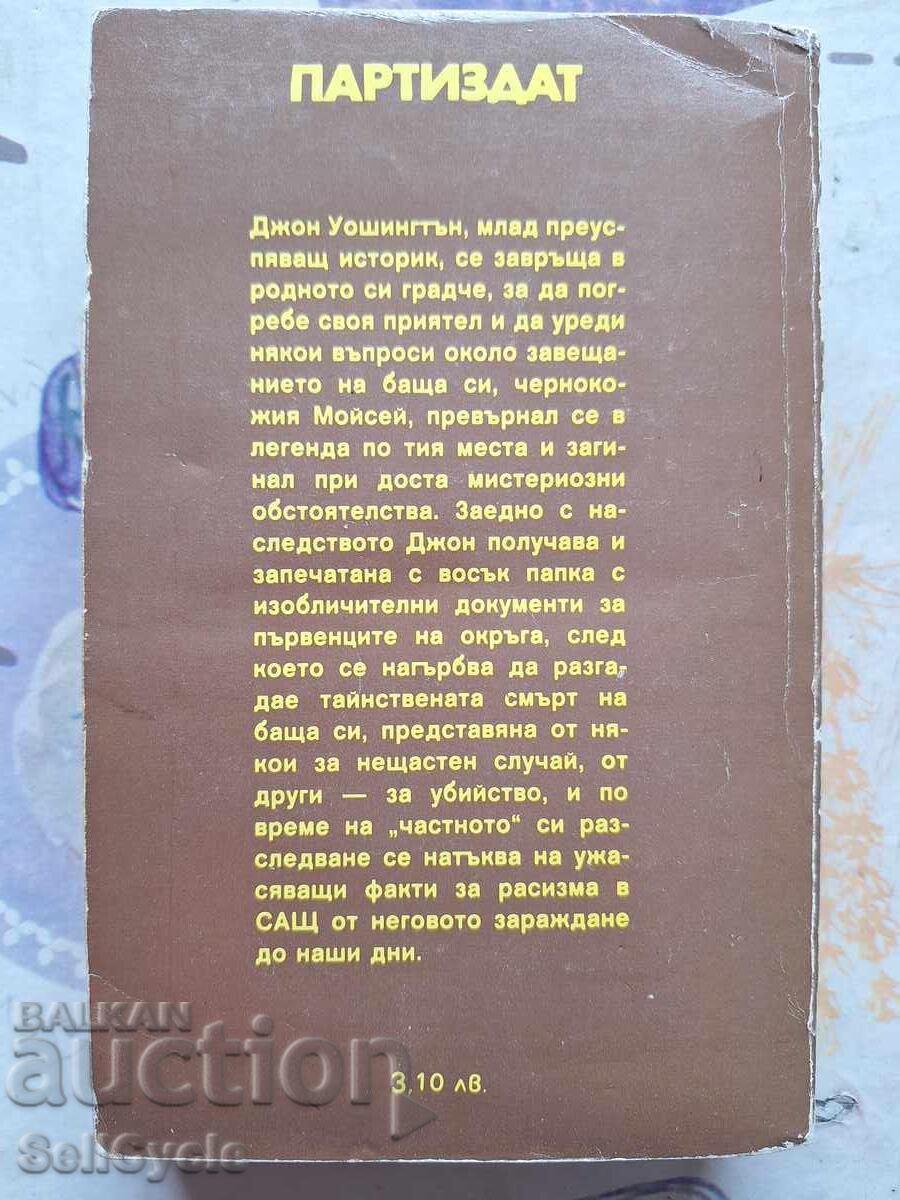 ПАРТИЗДАТ
Джон Уошингтън, млад преус-
пяващ историк, се завръща в
родното си градче, за да пог-
ребе своя приятел и да уреди
някои въпроси около завеща-
нието на баща си, чернокo-
жия Мойсей, превърнал се в
легенда по тия места и заги-
нал при доста мистериозни
обстоятелства. Заедно с на-
следството Джон получава и
запечатана с восък папка с
изобличителни документи за
първенците на окръга, след
което се нагърбва да разга-
дае тайнствената смърт на
баща си, представяна от ня-
кои за нещастен случай, от
други — за убийство, и по
време на „частното“ си раз-
следване се натъква на ужа-
сяващи факти за расизма в
САЩ от неговото зараждане
до наши дни.
3,10 лв.
BALKAN
auction
SellCycle